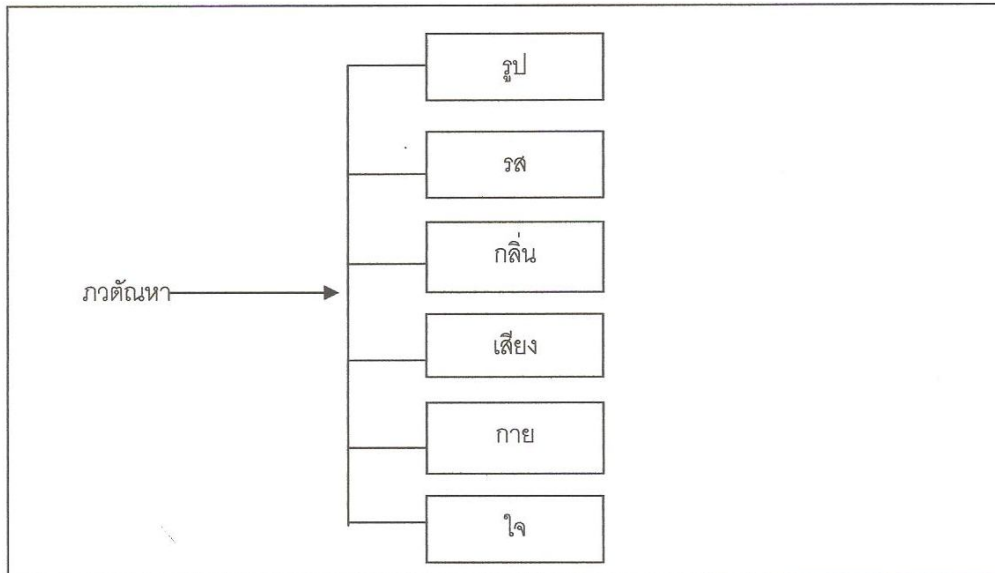 รูป
รส
กลิ่น
ภวตัณหา
เสียง
กาย
ใจ